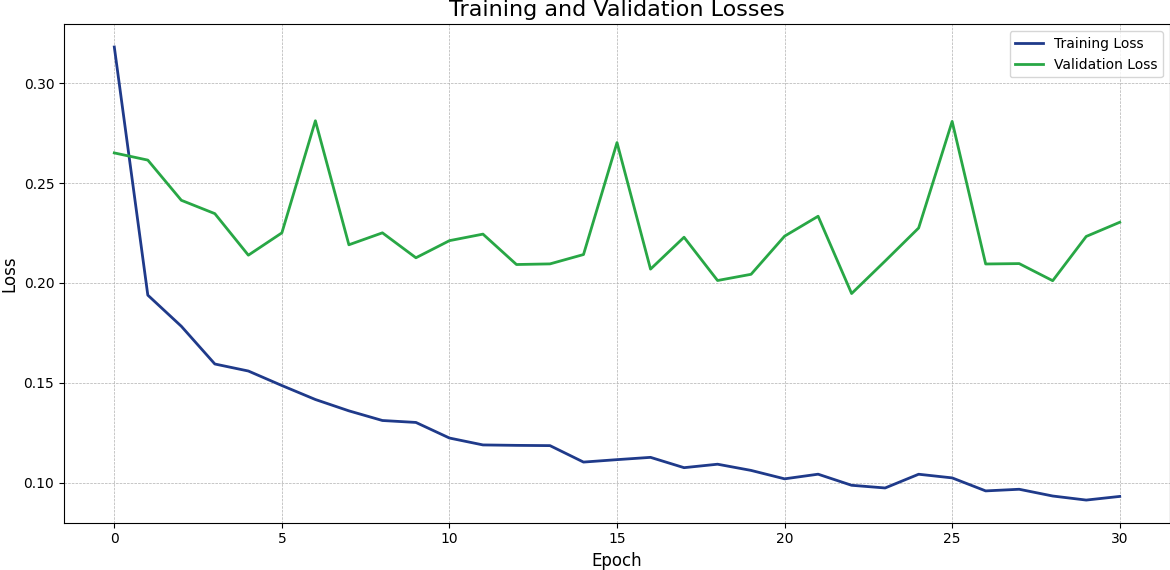 Training and Validation Losses
Training Loss
Validation Loss
0.30
0.25
0.20
0.15
0.10
Loss
0 5 10 15 20 25 30
Epoch